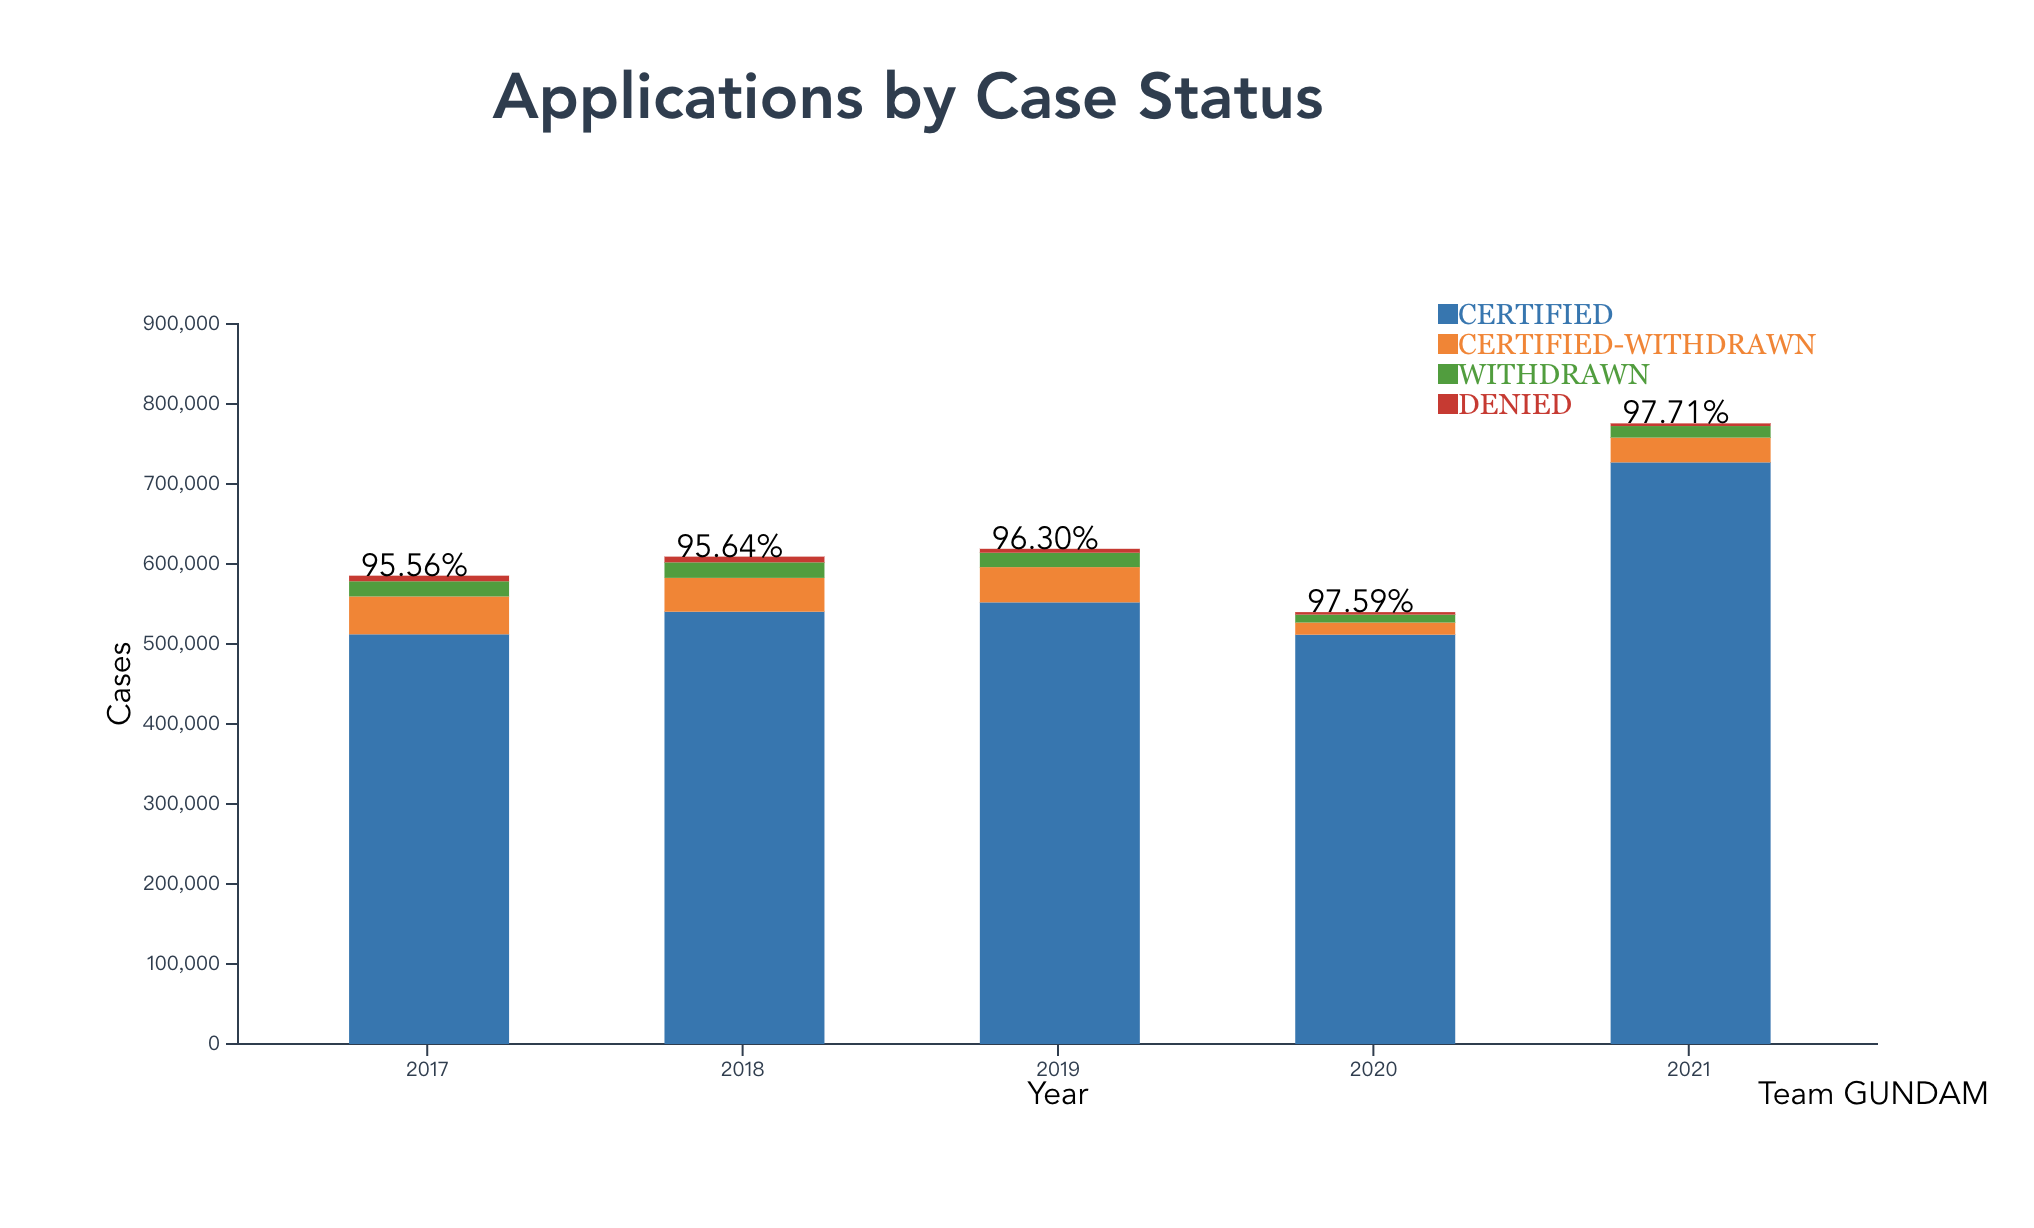 Applications by Case Status
CERTIFIED
CERTIFIED-WITHDRAWN
WITHDRAWN
DENIED
900,000
800,000
700,000
600,000
500,000
400,000
300,000
200,000
100,000
0
Cases
95.56%
95.64%
96.30%
97.59%
97.71%
2017 2018 2019 2020 2021
Year
Team GUNDAM